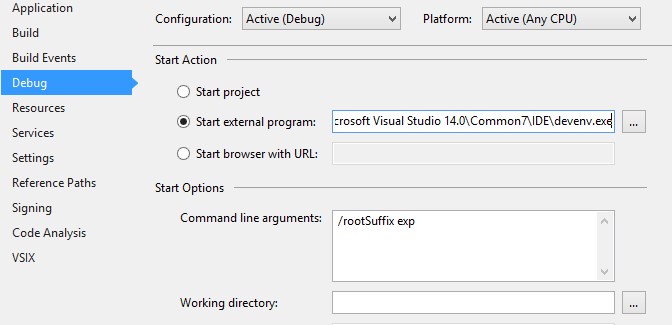 Application
Build
Build Events
Debug
Resources
Services
Settings
Reference Paths
Signing
Code Analysis
VSIX
Configuration: Active (Debug) Platform: Active (Any CPU)
Start Action
Start project
Start external program: crosoft Visual Studio 14.0\Common7\IDE\devenv.exe ...
Start browser with URL:
Start Options
Command line arguments: /rootSuffix exp
Working directory: ...